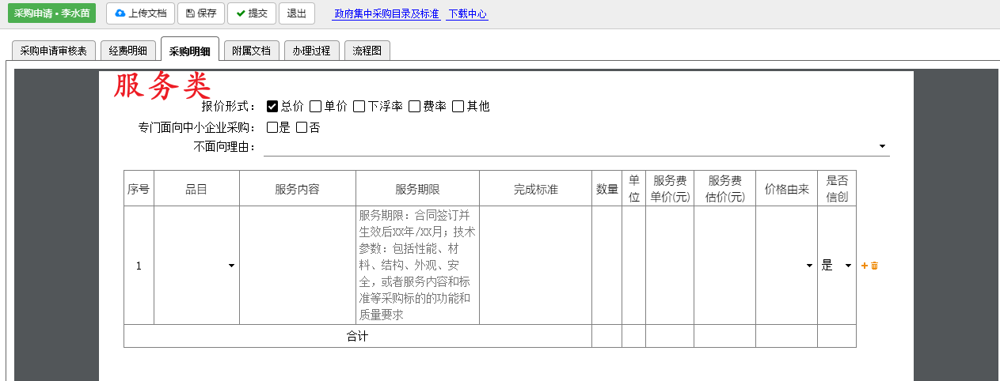 采购申请 • 李水苗 上传文档 保存 提交 退出 政府集中采购目录及标准 下载中心
采购申请审核表 经费明细 采购明细 附属文档 办理过程 流程图
服务类
报价形式： 总价 单价 下浮率 费率 其他
专门面向中小企业采购： 是 否
不面向理由：
序号 品目 服务内容 服务期限 完成标准 数量 单位 服务费单价(元) 服务费估价(元) 价格由来 是否信创
服务期限：合同签订并
生效后XX年/XX月；技术
参数：包括性能、材
料、结构、外观、安
全，或者服务内容和标
准等采购标的的功能和
质量要求
1 是
合计